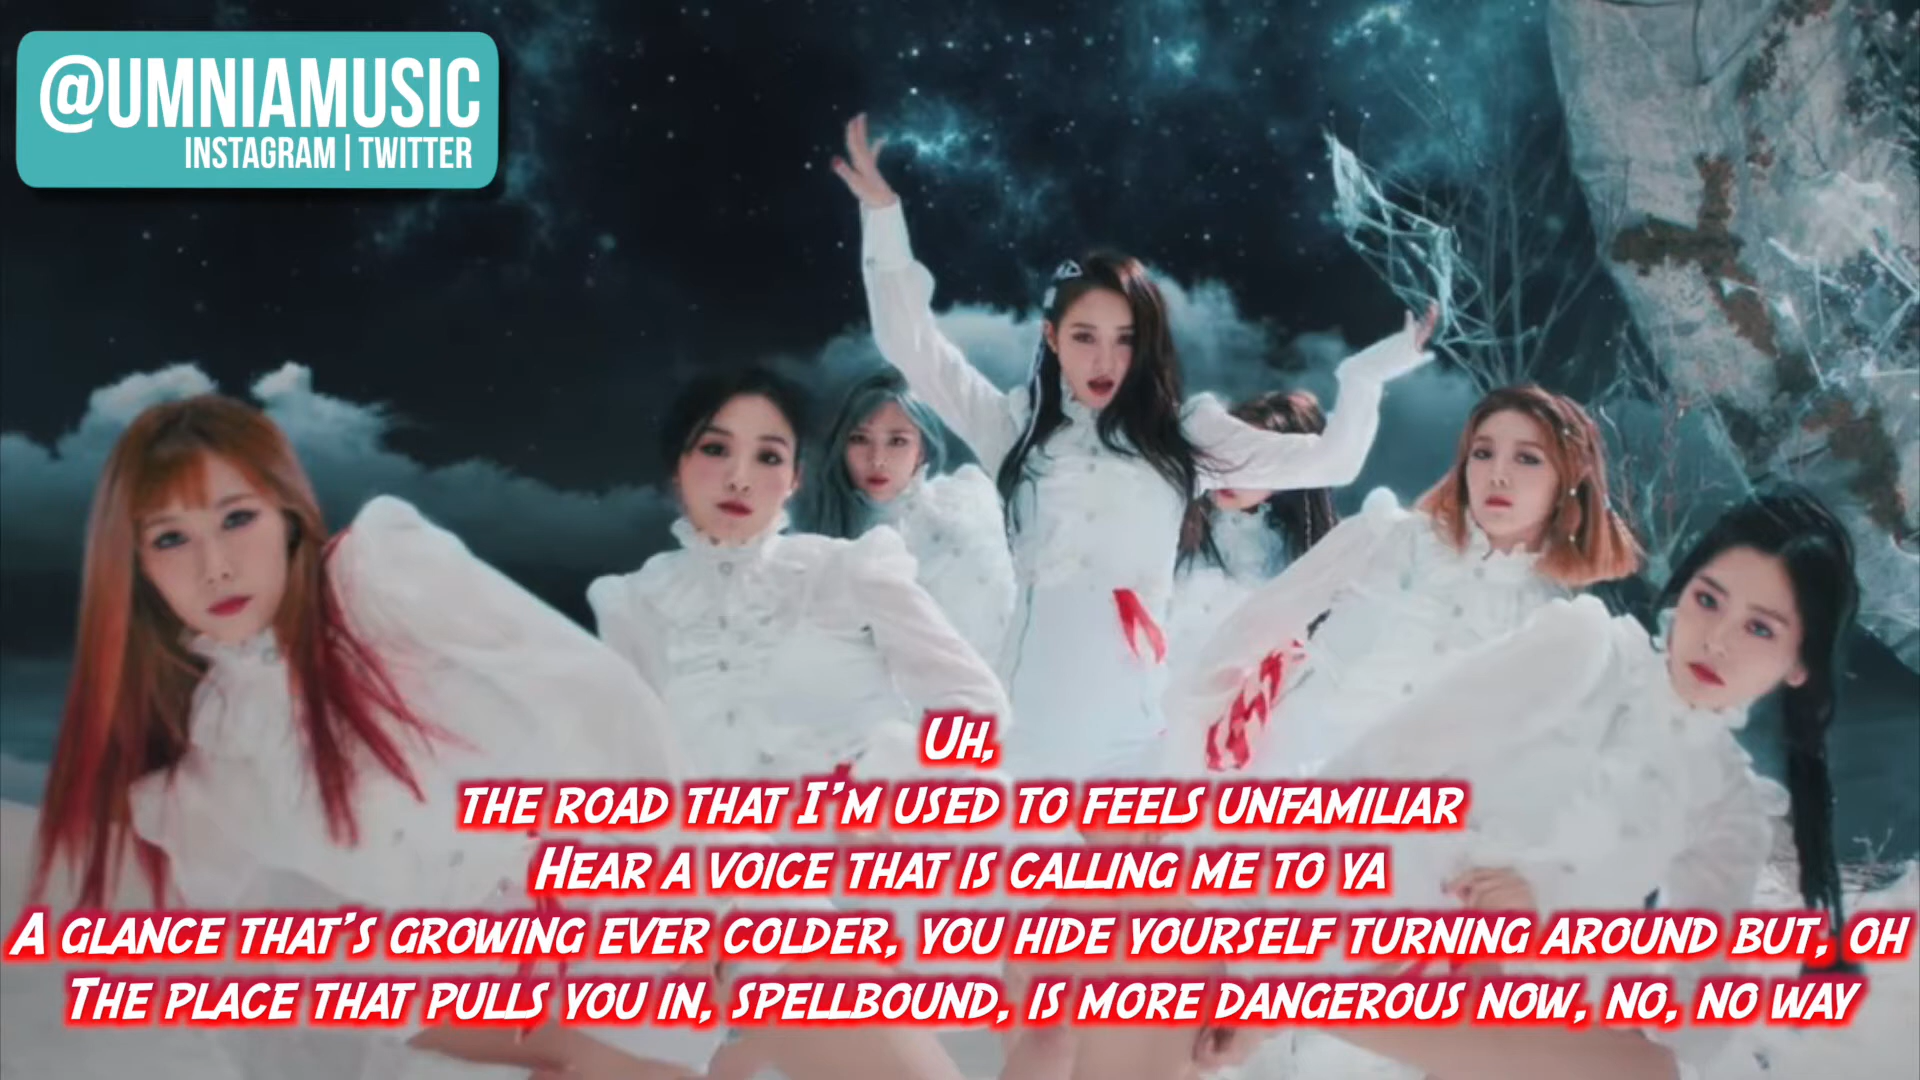 @UMNIAMUSIC
INSTAGRAM | TWITTER
UH,
THE ROAD THAT I'M USED TO FEELS UNFAMILIAR
HEAR A VOICE THAT IS CALLING ME TO YA
A GLANCE THAT'S GROWING EVER COLDER, YOU HIDE YOURSELF TURNING AROUND BUT, OH
THE PLACE THAT PULLS YOU IN, SPELLBOUND, IS MORE DANGEROUS NOW, NO, NO WAY